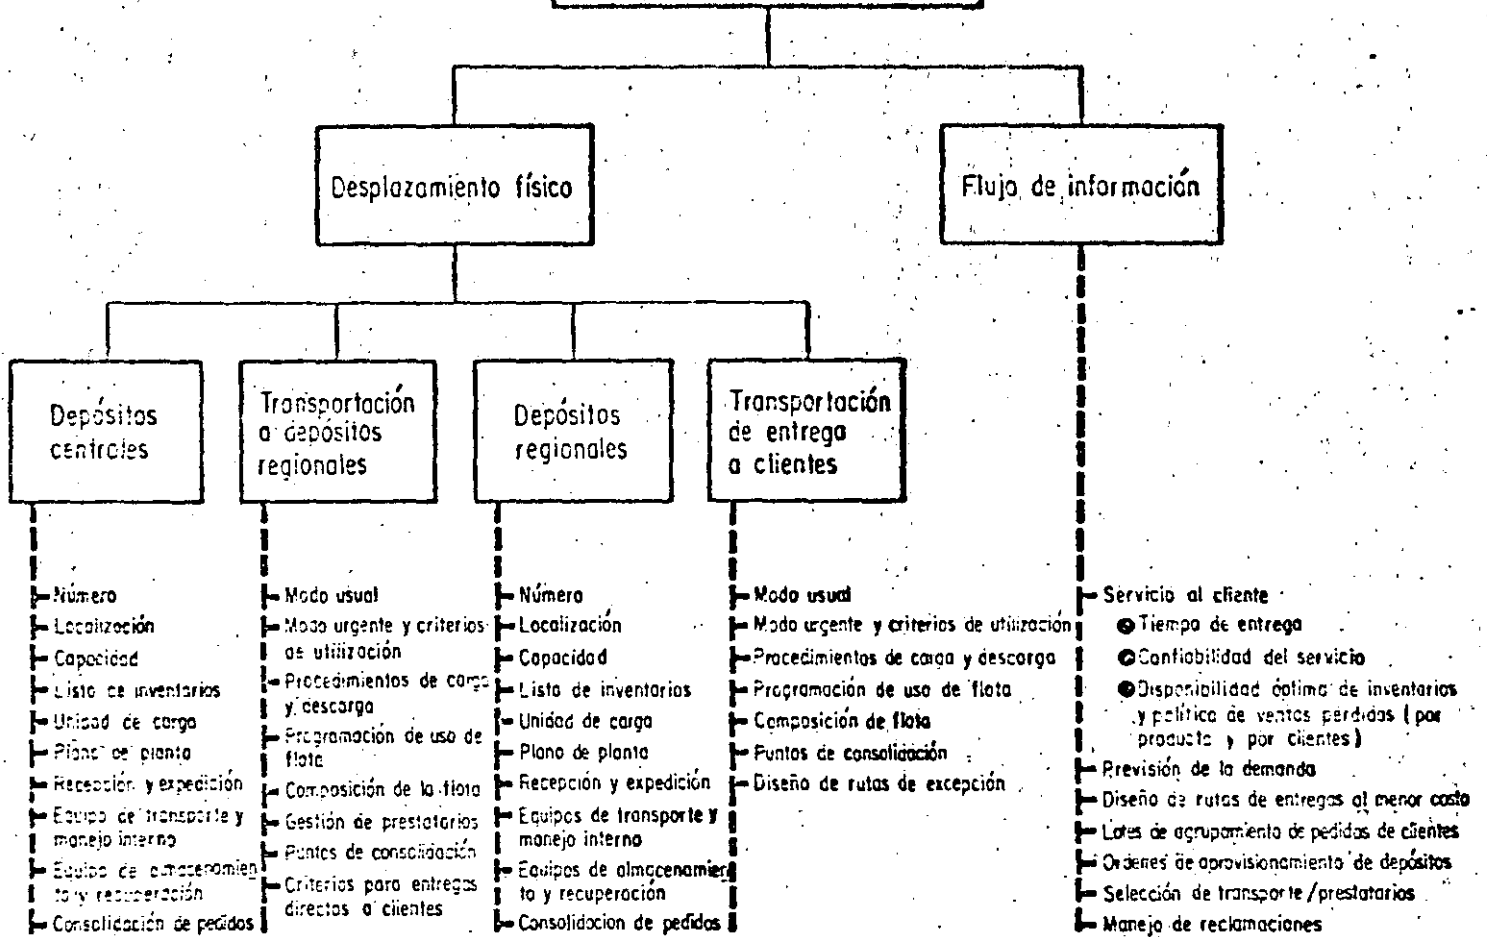 Desplazamiento físico
Flujo de información
Depósitos
centrales
Transportación
a depósitos
regionales
Depósitos
regionales
Transportación
de entrega
a clientes
Número
Localización
Capacidad
Lista de inventarios
Unidad de carga
Plano de planta
Recepción y expedición
Equipo de transporte y
manejo interno
Equipo de almacenamien
to y recuperación
Consolidación de pedidos
Modo usual
Modo urgente y criterios
de utilización
Procedimientos de carga
y descarga
Programación de uso de
flota
Composición de la flota
Gestión de prestatarios
Puntos de consolidación
Criterios para entregas
directas a clientes
Número
Localización
Capacidad
Lista de inventarios
Unidad de carga
Plano de planta
Recepción y expedición
Equipos de transporte y
manejo interno
Equipos de almacenamien
to y recuperación
Consolidacion de pedidos
Modo usual
Modo urgente y criterios de utilización
Procedimientos de carga y descarga
Programación de uso de flota
Composición de flota
Puntos de consolidación
Diseño de rutas de excepción
Servicio al cliente
Tiempo de entrega
Confiabilidad del servicio
Disponibilidad óptima de inventarios
y política de ventas perdidas (por
producto y por clientes)
Previsión de la demanda
Diseño de rutas de entregas al menor costo
Lotes de agrupamiento de pedidos de clientes
Ordenes de aprovisionamiento de depósitos
Selección de transporte/prestatarios
Manejo de reclamaciones